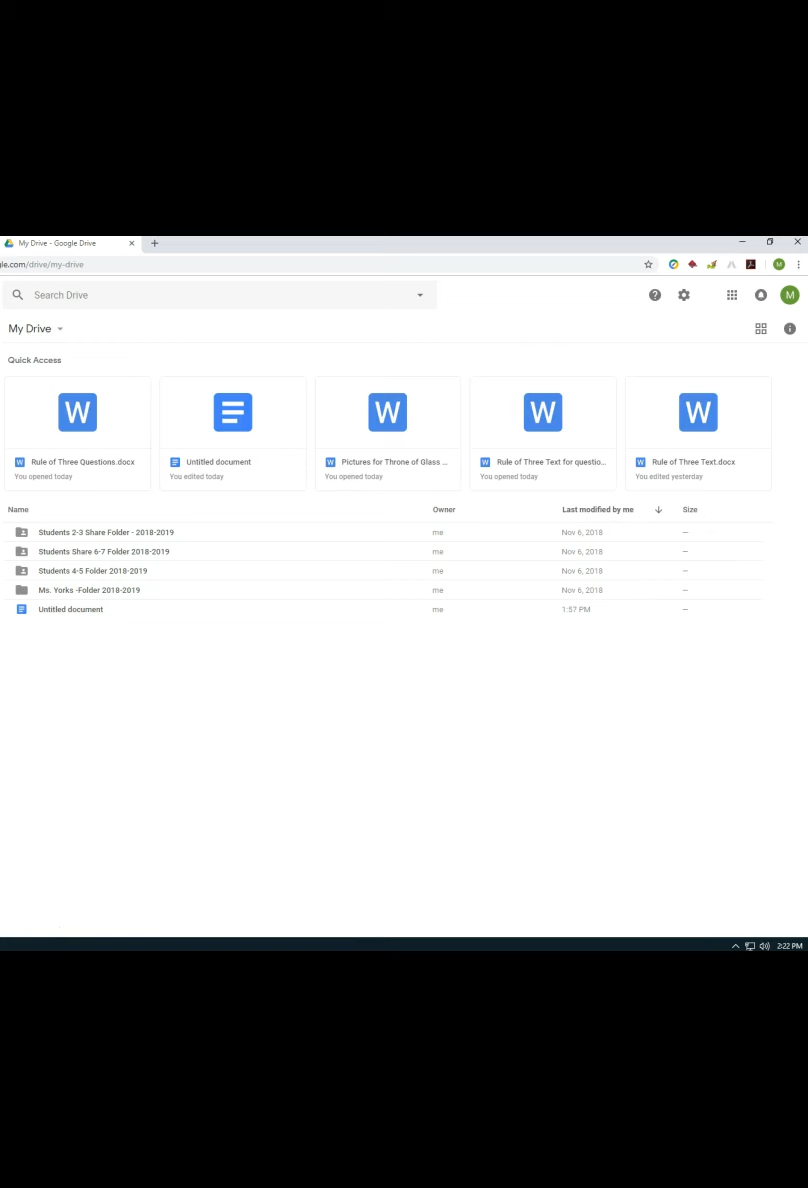 My Drive - Google Drive
gle.com/drive/my-drive
M
Search Drive
M
My Drive
Quick Access
W W W W
W Rule of Three Questions.docx
You opened today
Untitled document
You edited today
W Pictures for Throne of Glass ...
You opened today
W Rule of Three Text for questio...
You opened today
W Rule of Three Text.docx
You edited yesterday
Name Owner Last modified by me Size
Students 2-3 Share Folder - 2018-2019 me Nov 6, 2018 —
Students Share 6-7 Folder 2018-2019 me Nov 6, 2018 —
Students 4-5 Folder 2018-2019 me Nov 6, 2018 —
Ms. Yorks -Folder 2018-2019 me Nov 6, 2018 —
Untitled document me 1:57 PM —
2:22 PM